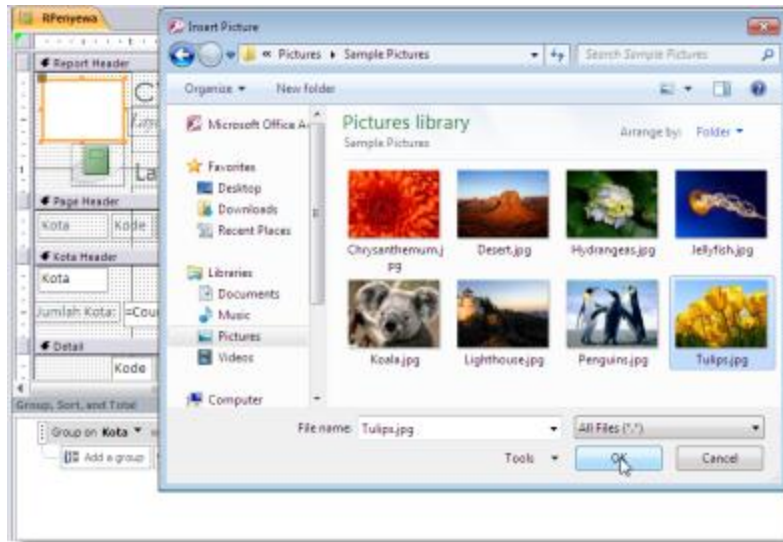 RPenyewa
Insert Picture
« Pictures ▸ Sample Pictures
Search Sample Pictures
Organize ▾ New folder
Report Header
Page Header
Kota Kode
Kota Header
Kota
Jumlah Kota: =Cou
Detail
Kode
Group, Sort, and Total
Group on Kota ▼
Add a group
Microsoft Office A
Favorites
Desktop
Downloads
Recent Places
Libraries
Documents
Music
Pictures
Videos
Computer
Pictures library
Sample Pictures
Arrange by: Folder ▾
Chrysanthemum.j
pg
Desert.jpg
Hydrangeas.jpg
Jellyfish.jpg
Koala.jpg
Lighthouse.jpg
Penguins.jpg
Tulips.jpg
File name: Tulips.jpg
All Files (*.*)
Tools
OK
Cancel